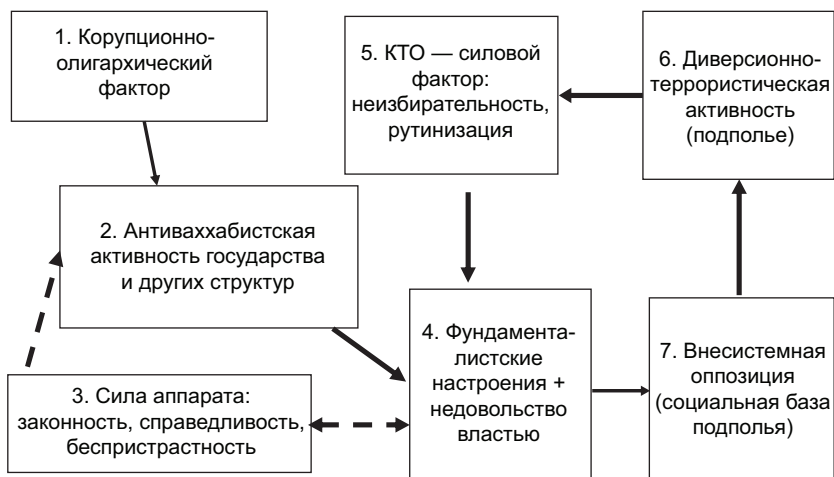 1. Корупционно-
олигархический
фактор
2. Антиваххабистская
активность государства
и других структур
3. Сила аппарата:
законность, справедливость,
беспристрастность
4. Фундамента-
листские
настроения +
недовольство
властью
5. КТО — силовой
фактор:
неизбирательность,
рутинизация
6. Диверсионно-
террористическая
активность
(подполье)
7. Внесистемная
оппозиция
(социальная база
подполья)